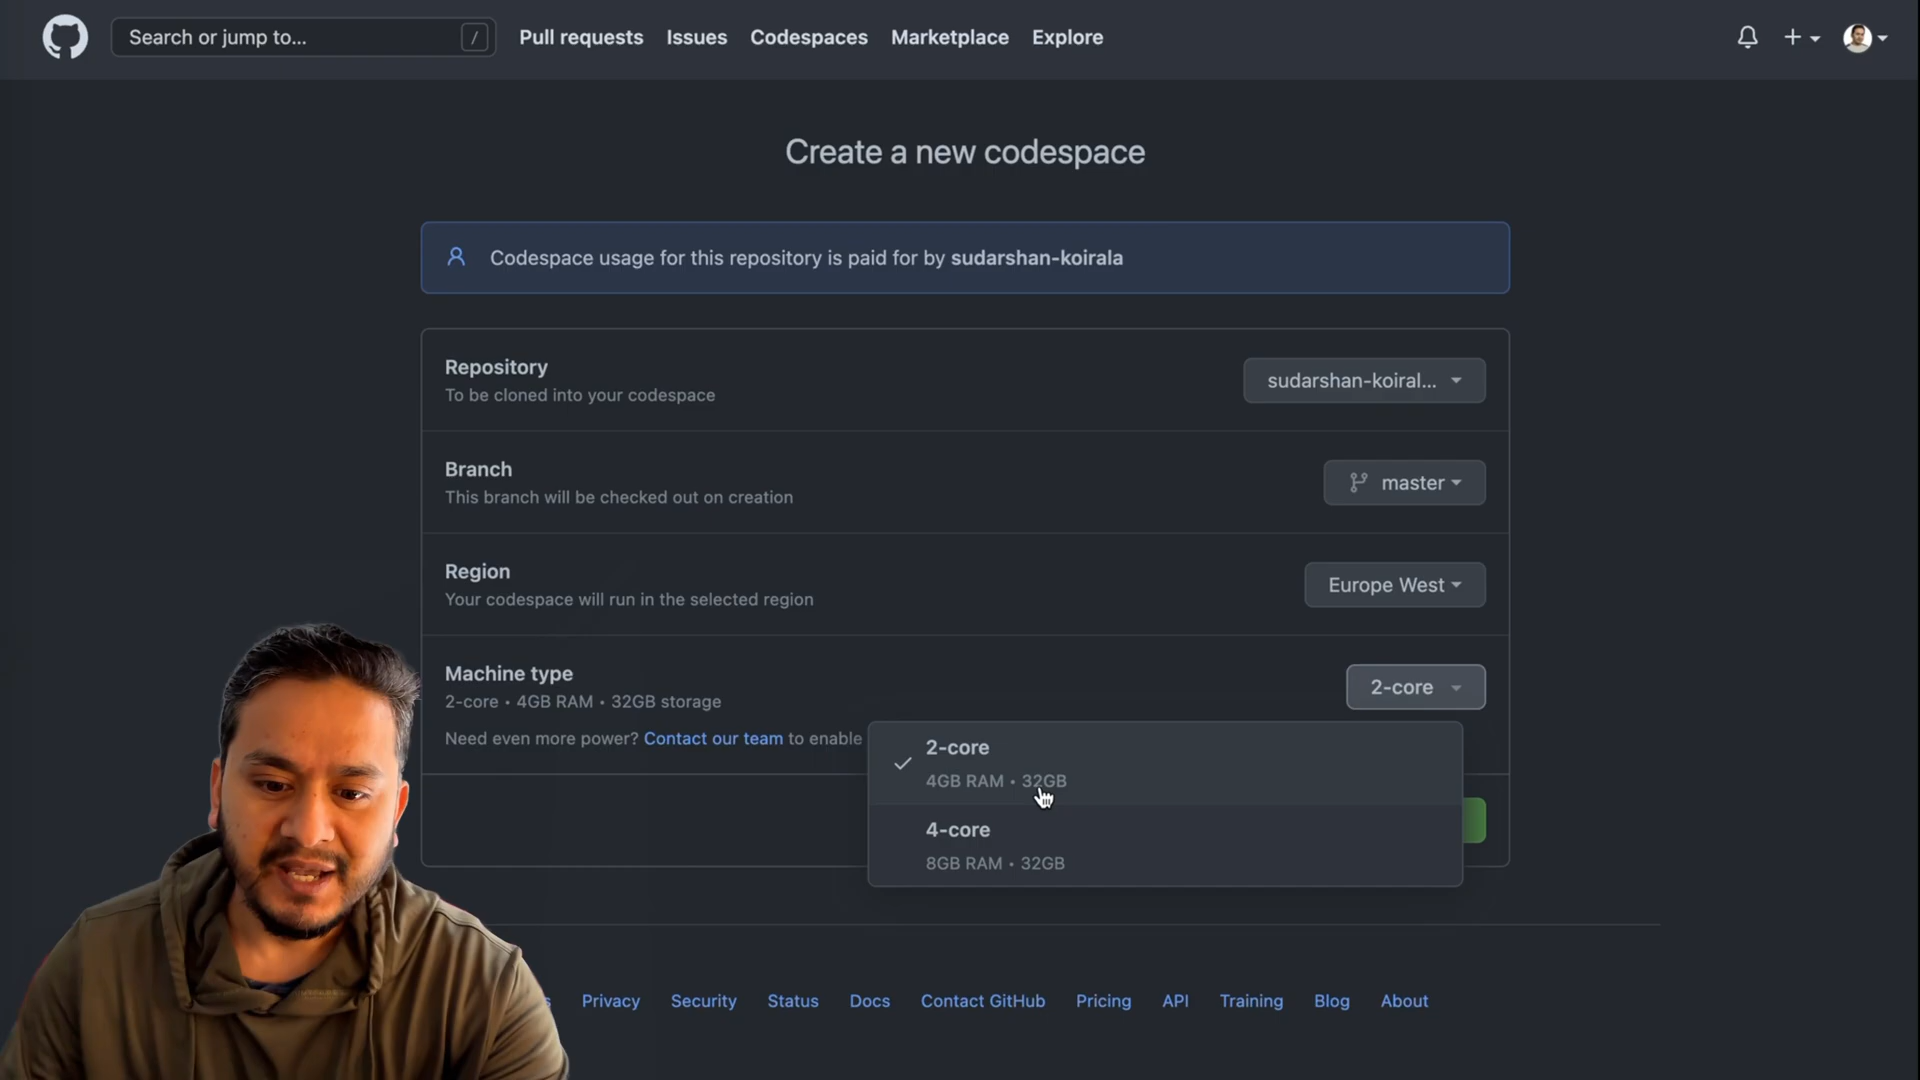 Search or jump to... /
Pull requests
Issues
Codespaces
Marketplace
Explore
Create a new codespace
Codespace usage for this repository is paid for by sudarshan-koirala
Repository
To be cloned into your codespace
sudarshan-koiral...
Branch
This branch will be checked out on creation
master
Region
Your codespace will run in the selected region
Europe West
Machine type
2-core • 4GB RAM • 32GB storage
2-core
Need even more power? Contact our team to enable
2-core
4GB RAM • 32GB
4-core
8GB RAM • 32GB
Privacy
Security
Status
Docs
Contact GitHub
Pricing
API
Training
Blog
About